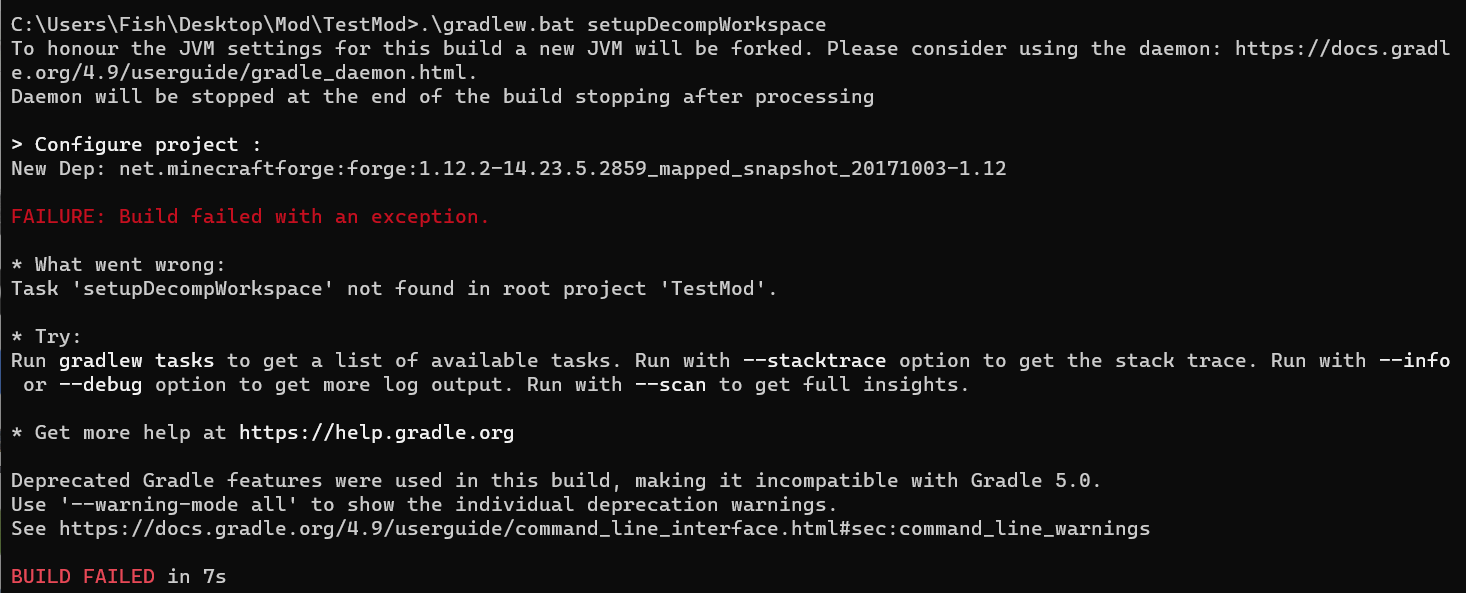 C:\Users\Fish\Desktop\Mod\TestMod>.\gradlew.bat setupDecompWorkspace
To honour the JVM settings for this build a new JVM will be forked. Please consider using the daemon: https://docs.gradl
e.org/4.9/userguide/gradle_daemon.html.
Daemon will be stopped at the end of the build stopping after processing
> Configure project :
New Dep: net.minecraftforge:forge:1.12.2-14.23.5.2859_mapped_snapshot_20171003-1.12
FAILURE: Build failed with an exception.
* What went wrong:
Task 'setupDecompWorkspace' not found in root project 'TestMod'.
* Try:
Run gradlew tasks to get a list of available tasks. Run with --stacktrace option to get the stack trace. Run with --info
or --debug option to get more log output. Run with --scan to get full insights.
* Get more help at https://help.gradle.org
Deprecated Gradle features were used in this build, making it incompatible with Gradle 5.0.
Use '--warning-mode all' to show the individual deprecation warnings.
See https://docs.gradle.org/4.9/userguide/command_line_interface.html#sec:command_line_warnings
BUILD FAILED in 7s